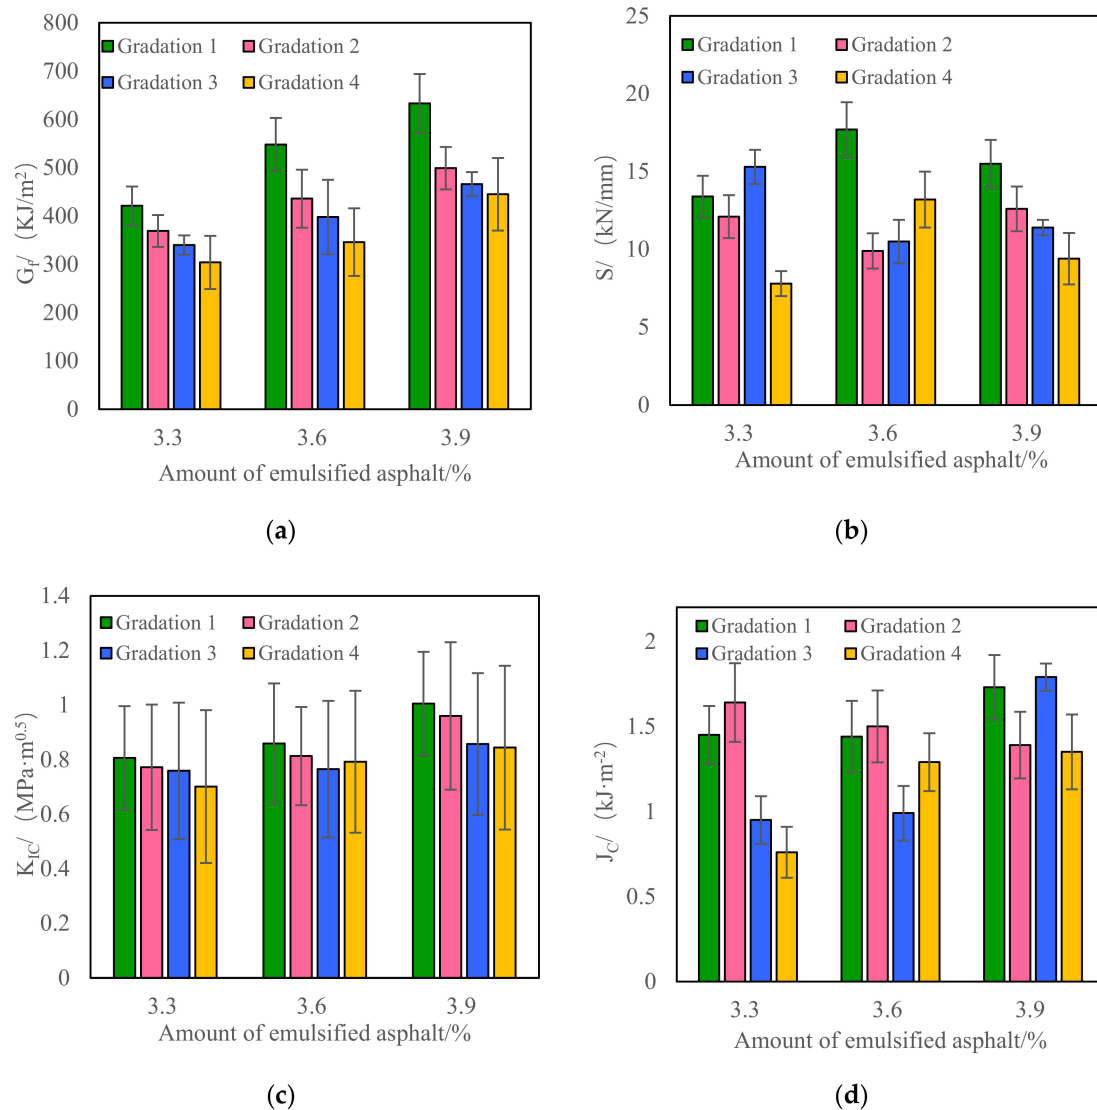 800
700
600
500
400
300
200
100
0
Gradation 1 Gradation 2
Gradation 3 Gradation 4
G_f/ （KJ/m²）
3.3 3.6 3.9
Amount of emulsified asphalt/%
(a)
25
20
15
10
5
0
Gradation 1 Gradation 2
Gradation 3 Gradation 4
S/ （kN/mm）
3.3 3.6 3.9
Amount of emulsified asphalt/%
(b)
1.4
1.2
1
0.8
0.6
0.4
0.2
0
Gradation 1 Gradation 2
Gradation 3 Gradation 4
K_IC/ （MPa·m^0.5）
3.3 3.6 3.9
Amount of emulsified asphalt/%
(c)
2
1.5
1
0.5
0
Gradation 1 Gradation 2
Gradation 3 Gradation 4
J_C/ （kJ·m⁻²）
3.3 3.6 3.9
Amount of emulsified asphalt/%
(d)